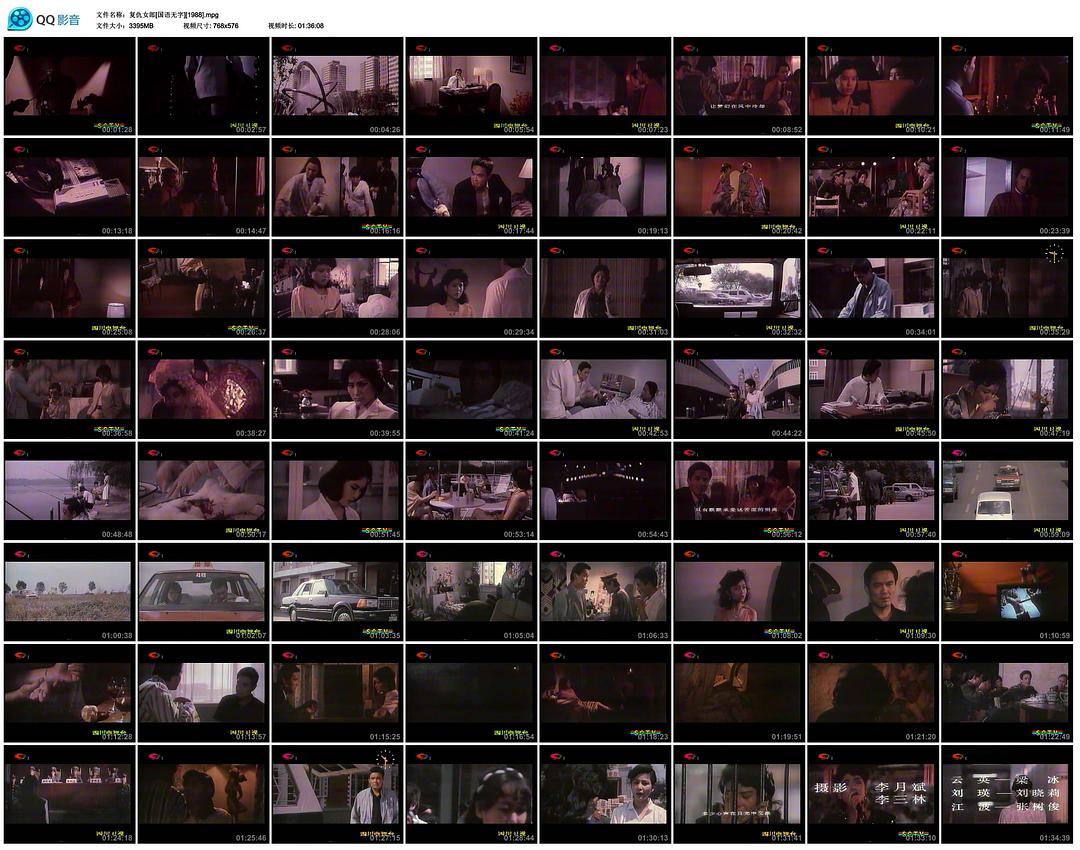 QQ 影音
文件名称: 复仇女郎[国语无字][1988].mpg
文件大小: 3395MB 视频尺寸: 768x576 视频时长: 01:36:08
00:01:28 00:02:57 00:04:26 00:05:54 00:07:23 00:08:52 00:10:21 00:11:49
00:13:18 00:14:47 00:16:16 00:17:44 00:19:13 00:20:42 00:22:11 00:23:39
00:25:08 00:26:37 00:28:06 00:29:34 00:31:03 00:32:32 00:34:01 00:35:29
00:36:58 00:38:27 00:39:55 00:41:24 00:42:53 00:44:22 00:45:50 00:47:19
00:48:48 00:50:17 00:51:45 00:53:14 00:54:43 00:56:12 00:57:40 00:59:09
01:00:38 01:02:07 01:03:35 01:05:04 01:06:33 01:08:02 01:09:30 01:10:59
01:12:28 01:13:57 01:15:25 01:16:54 01:18:23 01:19:51 01:21:20 01:22:49
摄影 李月斌
李三林
云英——梁冰
刘瑛——刘晓莉
江波——张树俊
01:24:18 01:25:46 01:27:15 01:28:44 01:30:13 01:31:41 01:33:10 01:34:39